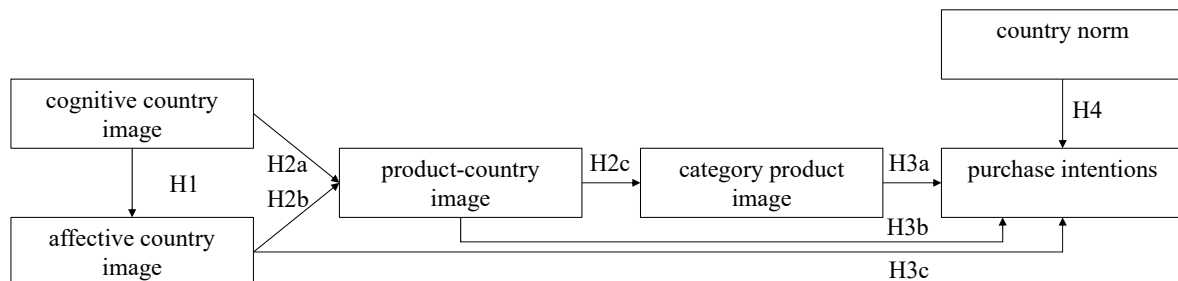 country norm
cognitive country
image
H4
H2a
H1
product-country
image
H2c
category product
image
H3a
purchase intentions
H2b
affective country
image
H3b
H3c